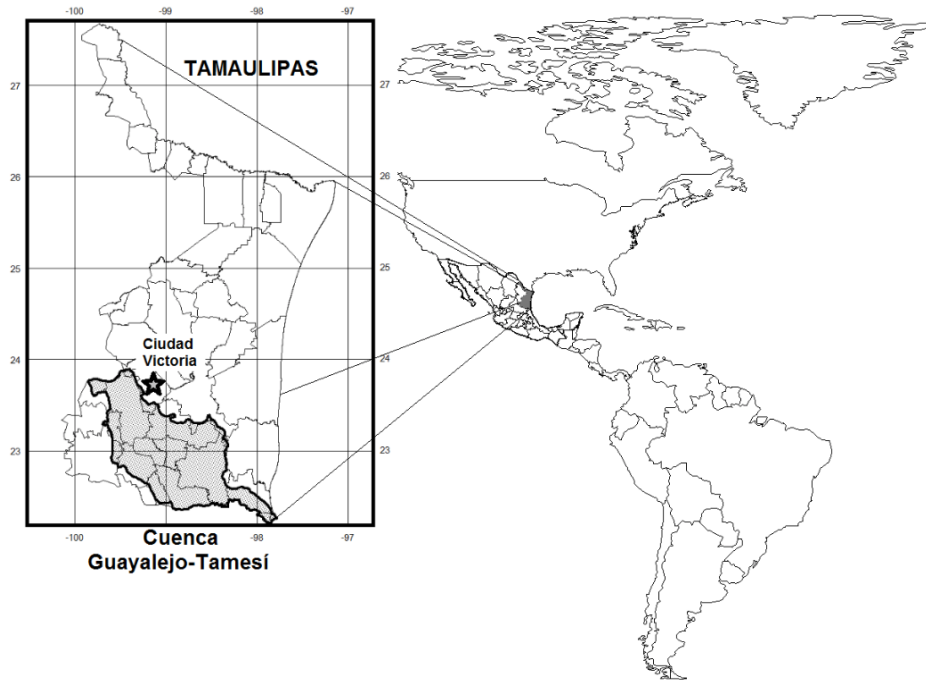 -100 -99 -98 -97
TAMAULIPAS
27 27
26 26
25 25
24 24
Ciudad
Victoria
23 23
-100 -99 -98 -97
Cuenca
Guayalejo-Tamesí